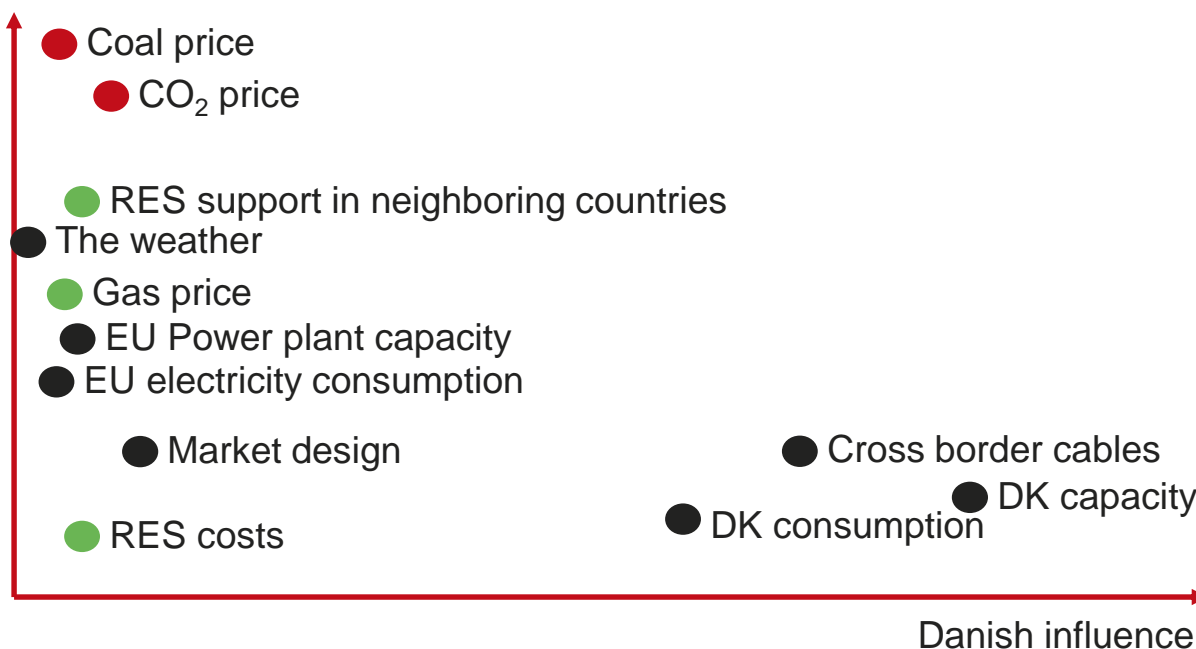 Coal price
CO₂ price
RES support in neighboring countries
The weather
Gas price
EU Power plant capacity
EU electricity consumption
Market design
Cross border cables
DK capacity
DK consumption
RES costs
Danish influence